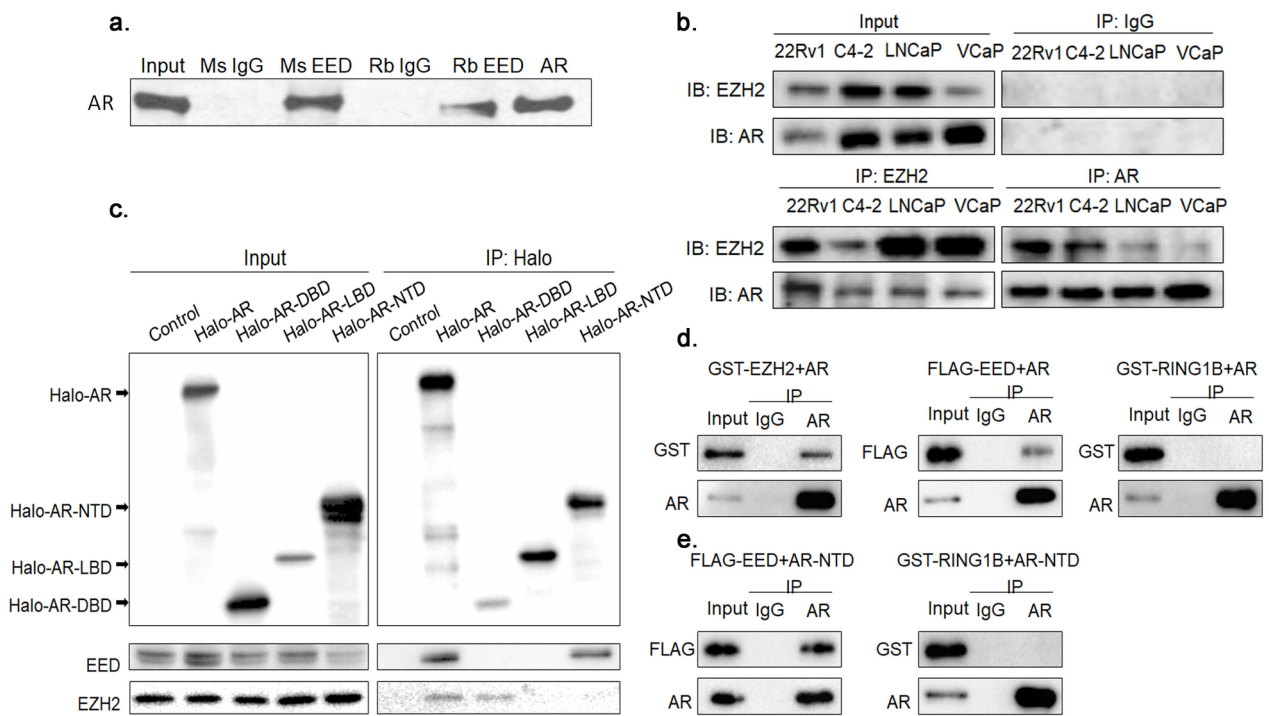 a.
Input Ms IgG Ms EED Rb IgG Rb EED AR
AR
b.
Input IP: IgG
22Rv1 C4-2 LNCaP VCaP 22Rv1 C4-2 LNCaP VCaP
IB: EZH2
IB: AR
IP: EZH2 IP: AR
22Rv1 C4-2 LNCaP VCaP 22Rv1 C4-2 LNCaP VCaP
IB: EZH2
IB: AR
c.
Input IP: Halo
Control Halo-AR Halo-AR-DBD Halo-AR-LBD Halo-AR-NTD Control Halo-AR Halo-AR-DBD Halo-AR-LBD Halo-AR-NTD
Halo-AR
Halo-AR-NTD
Halo-AR-LBD
Halo-AR-DBD
EED
EZH2
d.
GST-EZH2+AR FLAG-EED+AR GST-RING1B+AR
IP IP IP
Input IgG AR Input IgG AR Input IgG AR
GST FLAG GST
AR AR AR
e.
FLAG-EED+AR-NTD GST-RING1B+AR-NTD
IP IP
Input IgG AR Input IgG AR
FLAG GST
AR AR